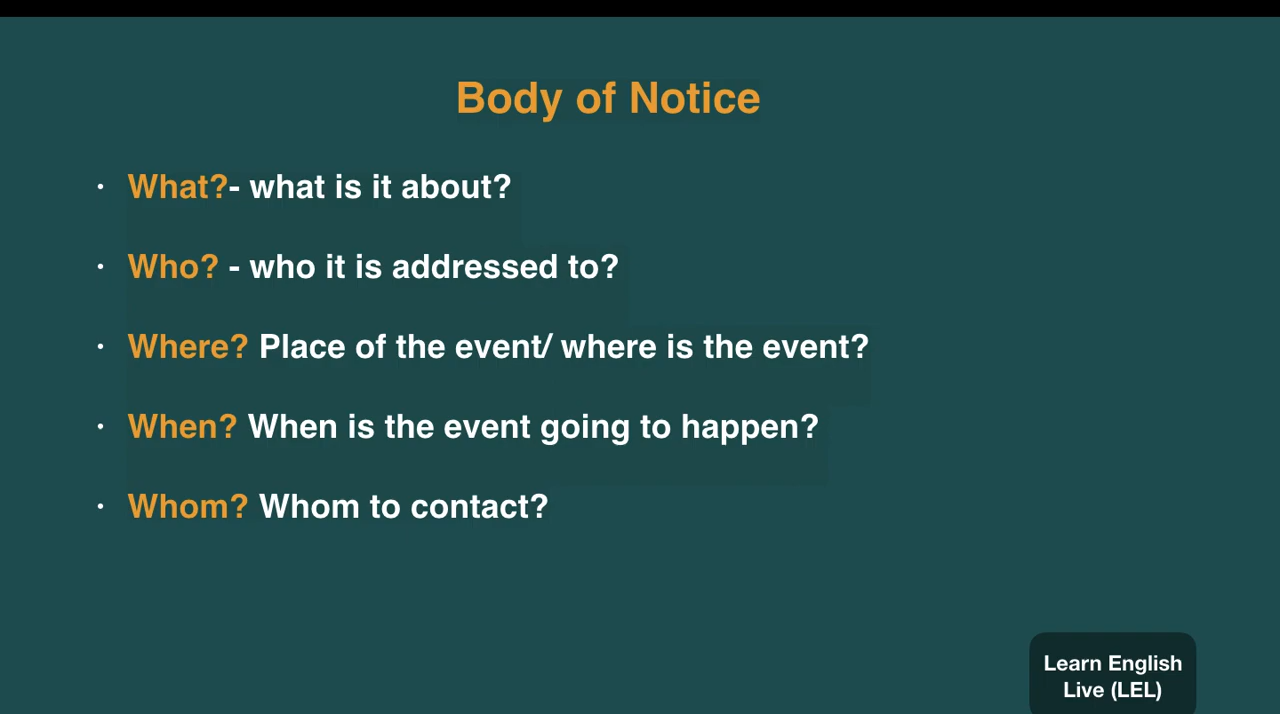 Body of Notice
• What?- what is it about?
• Who? - who it is addressed to?
• Where? Place of the event/ where is the event?
• When? When is the event going to happen?
• Whom? Whom to contact?
Learn English
Live (LEL)